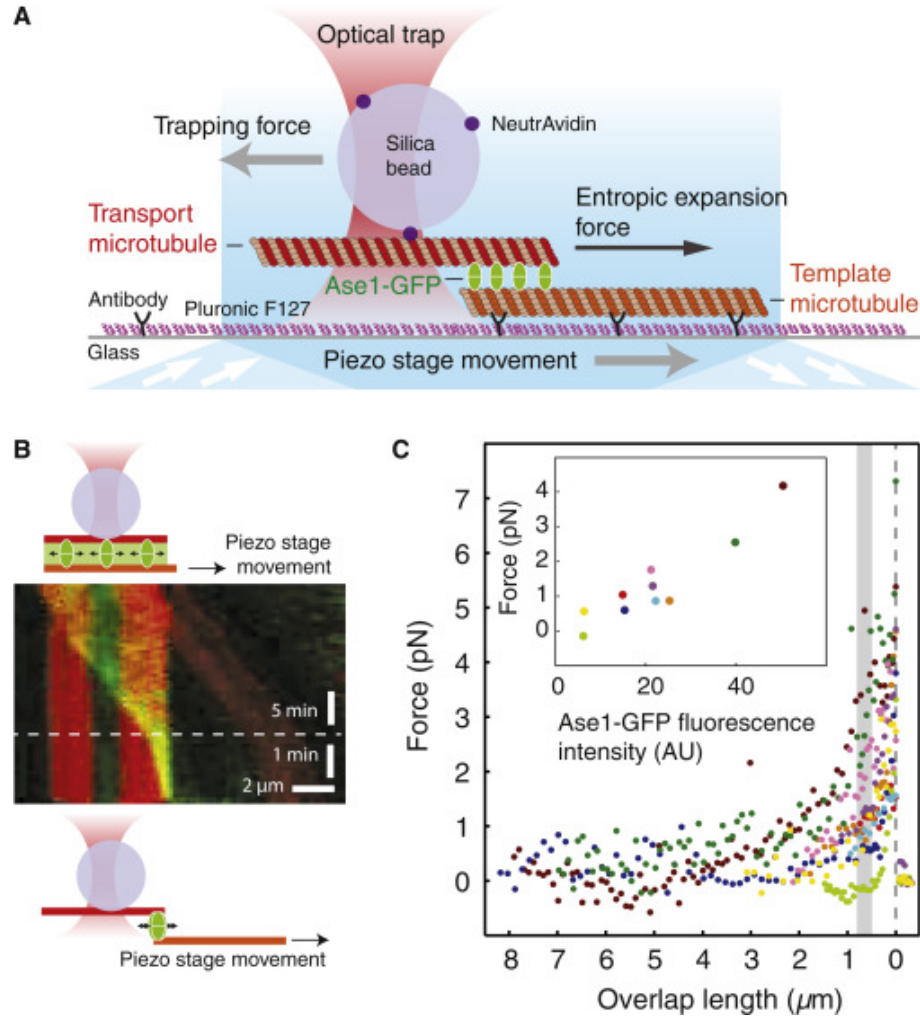 A
Optical trap
Trapping force
NeutrAvidin
Silica
bead
Entropic expansion
force
Transport
microtubule
Ase1-GFP
Template
microtubule
Antibody
Pluronic F127
Glass
Piezo stage movement
B
Piezo stage
movement
5 min
1 min
2 μm
Piezo stage movement
C
Force (pN)
7
6
5
4
3
2
1
0
Force (pN)
4
3
2
1
0
0
20
40
Ase1-GFP fluorescence
intensity (AU)
8 7 6 5 4 3 2 1 0
Overlap length (μm)